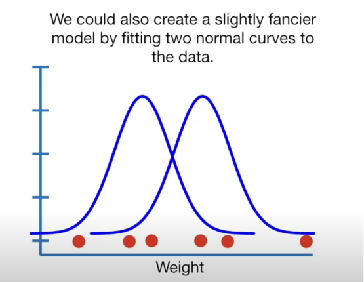 We could also create a slightly fancier
model by fitting two normal curves to
the data.
Weight